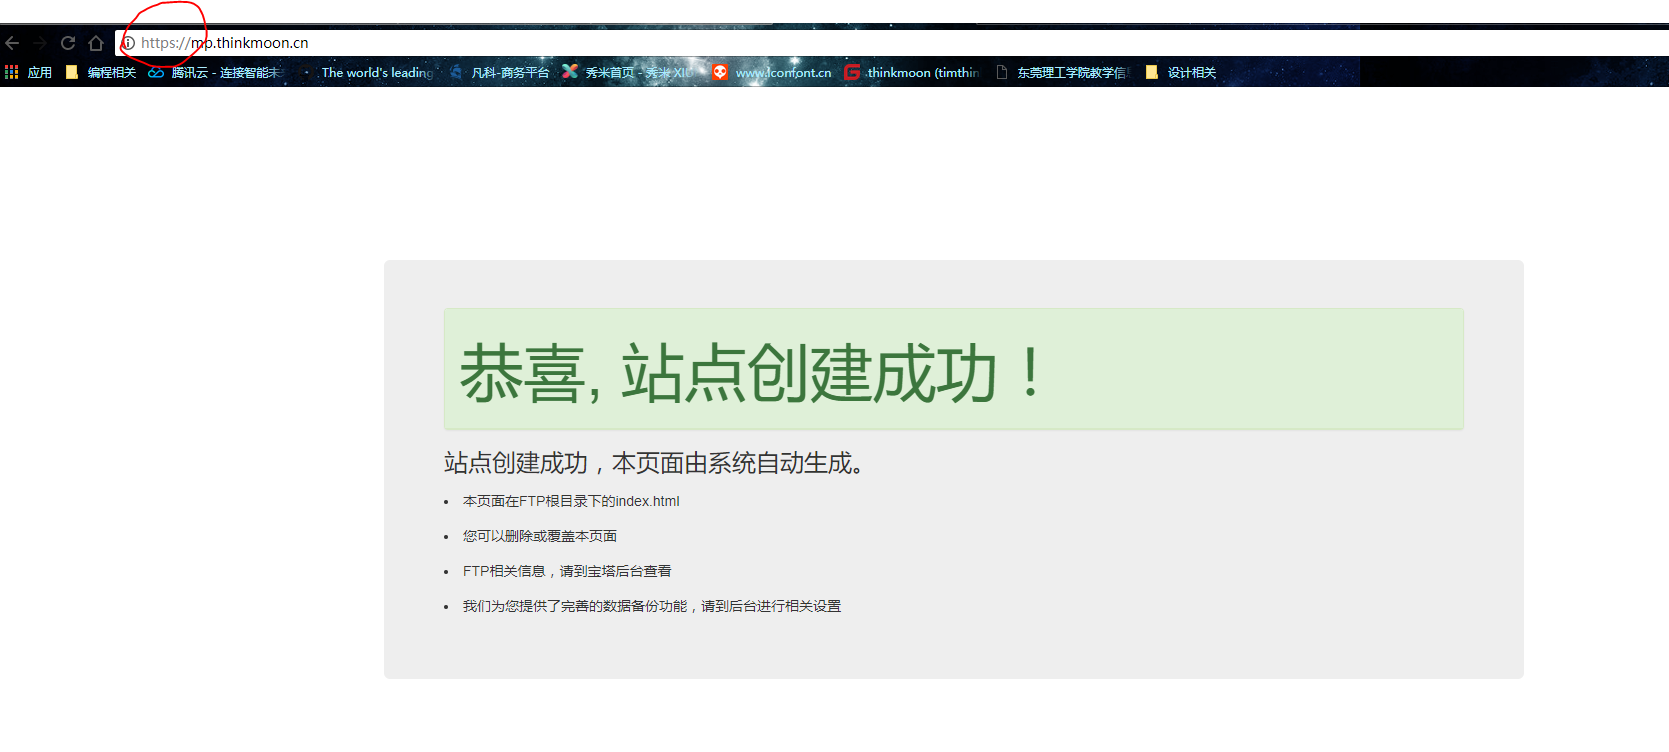 https://mp.thinkmoon.cn
应用 编程相关 腾讯云 - 连接智能未 The world's leading 凡科-商务平台 秀米首页 - 秀米 XIU www.iconfont.cn thinkmoon (timthin 东莞理工学院教学信 设计相关
恭喜, 站点创建成功！
站点创建成功，本页面由系统自动生成。
本页面在FTP根目录下的index.html
您可以删除或覆盖本页面
FTP相关信息，请到宝塔后台查看
我们为您提供了完善的数据备份功能，请到后台进行相关设置